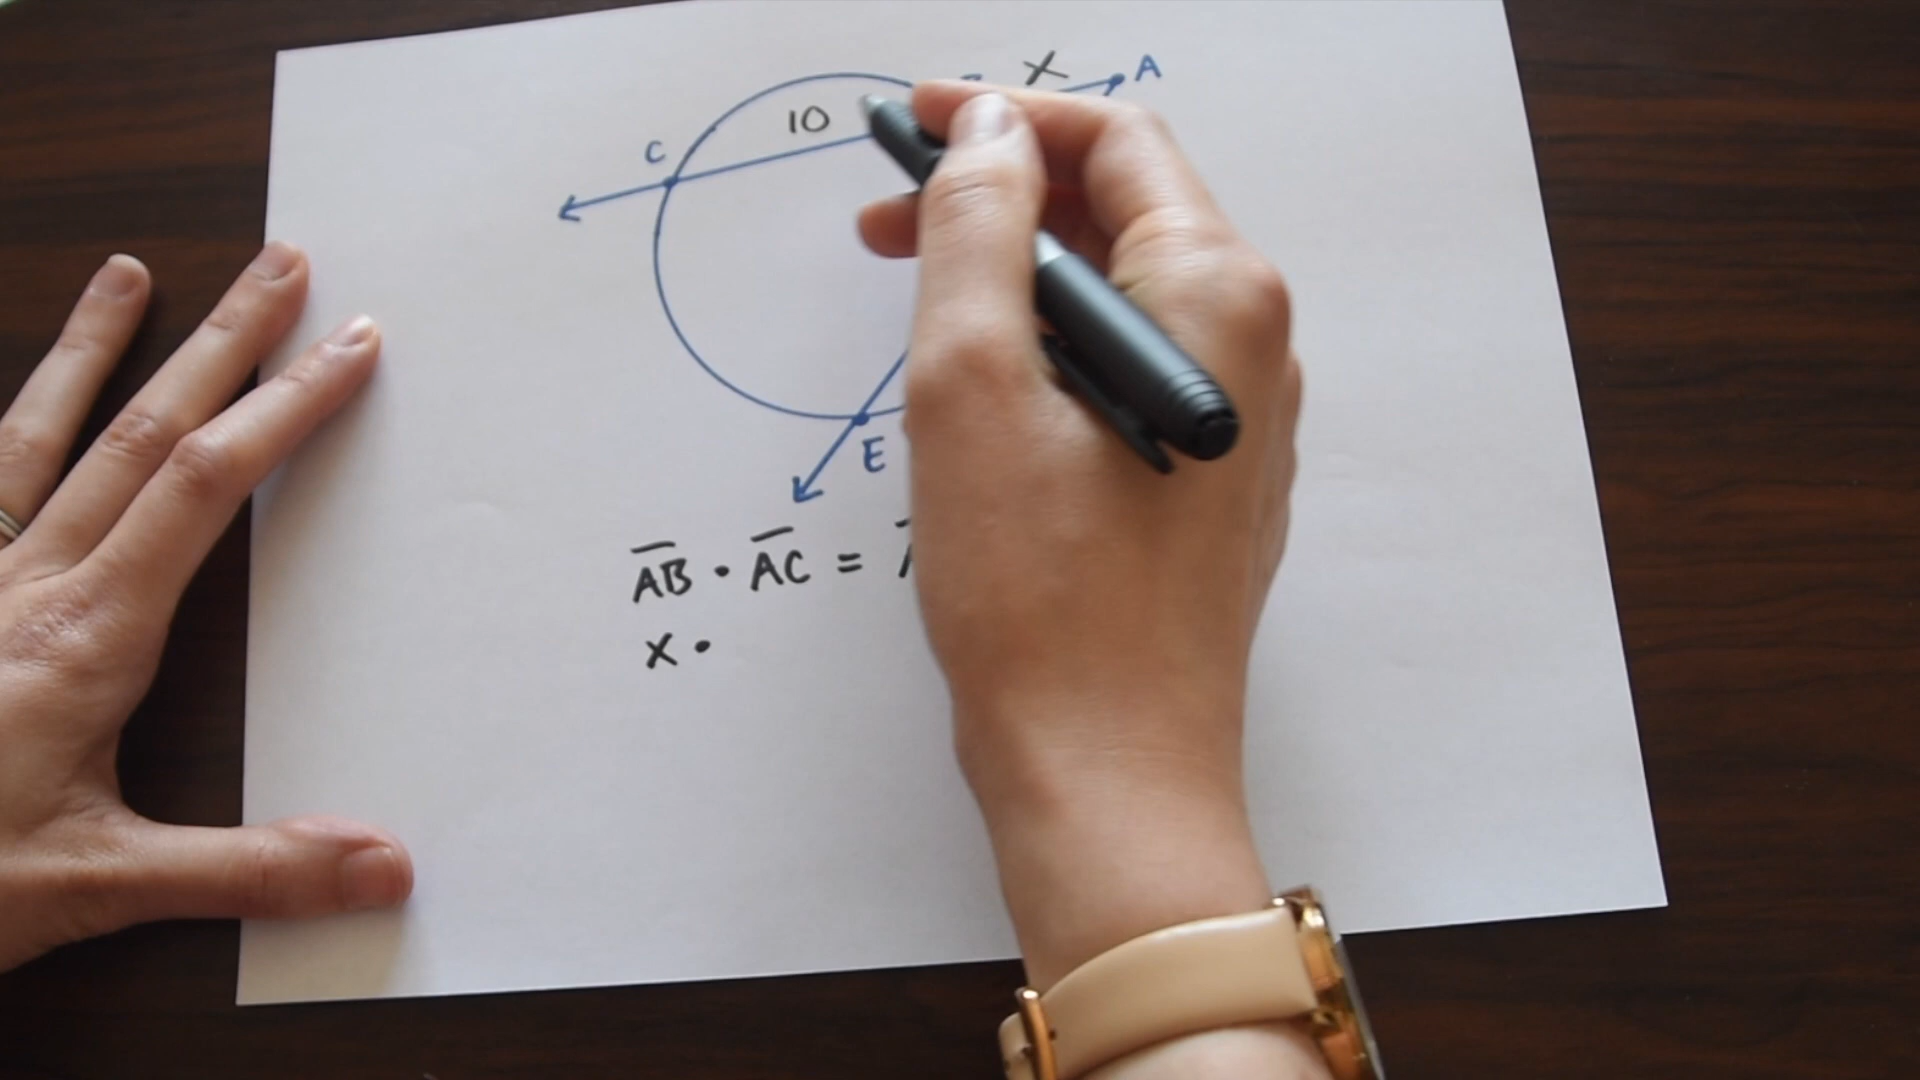 X A
10
C
E
AB · AC =
x ·